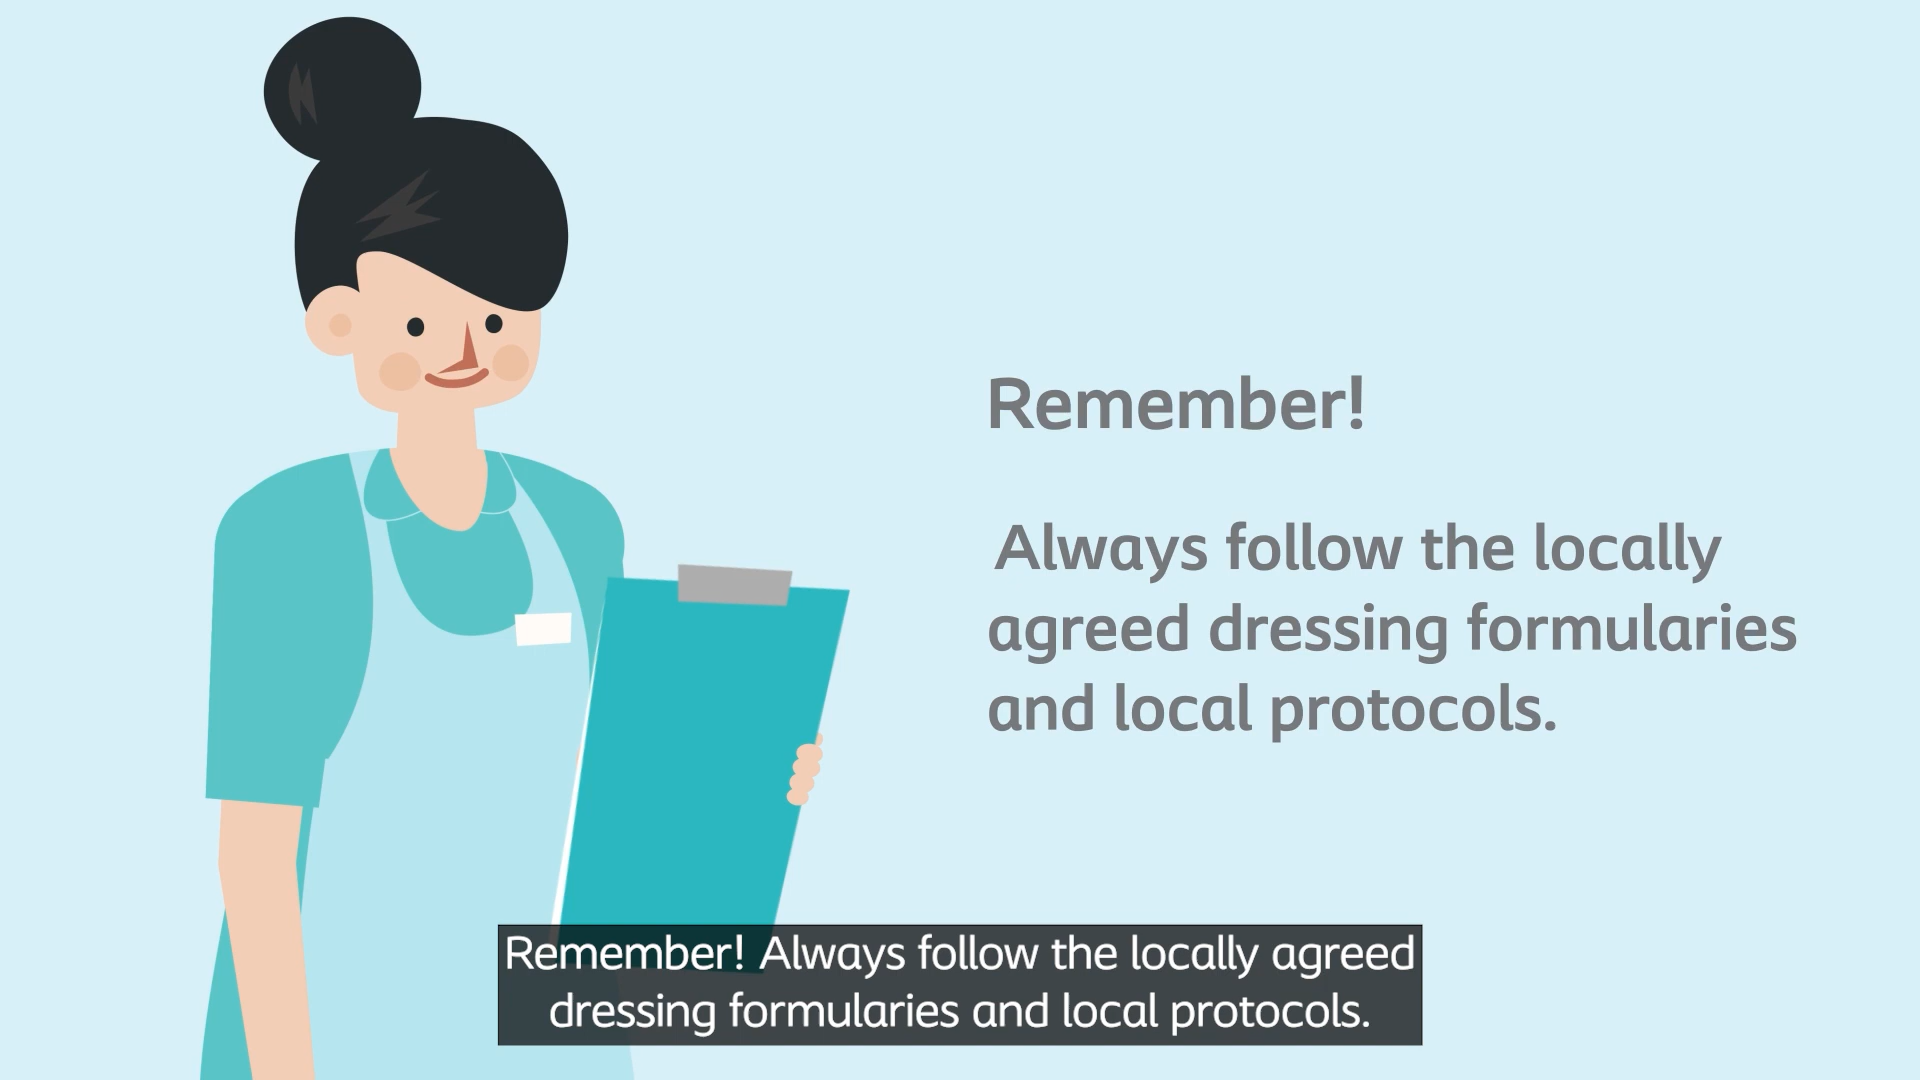 Remember!
Always follow the locally
agreed dressing formularies
and local protocols.
Remember! Always follow the locally agreed
dressing formularies and local protocols.